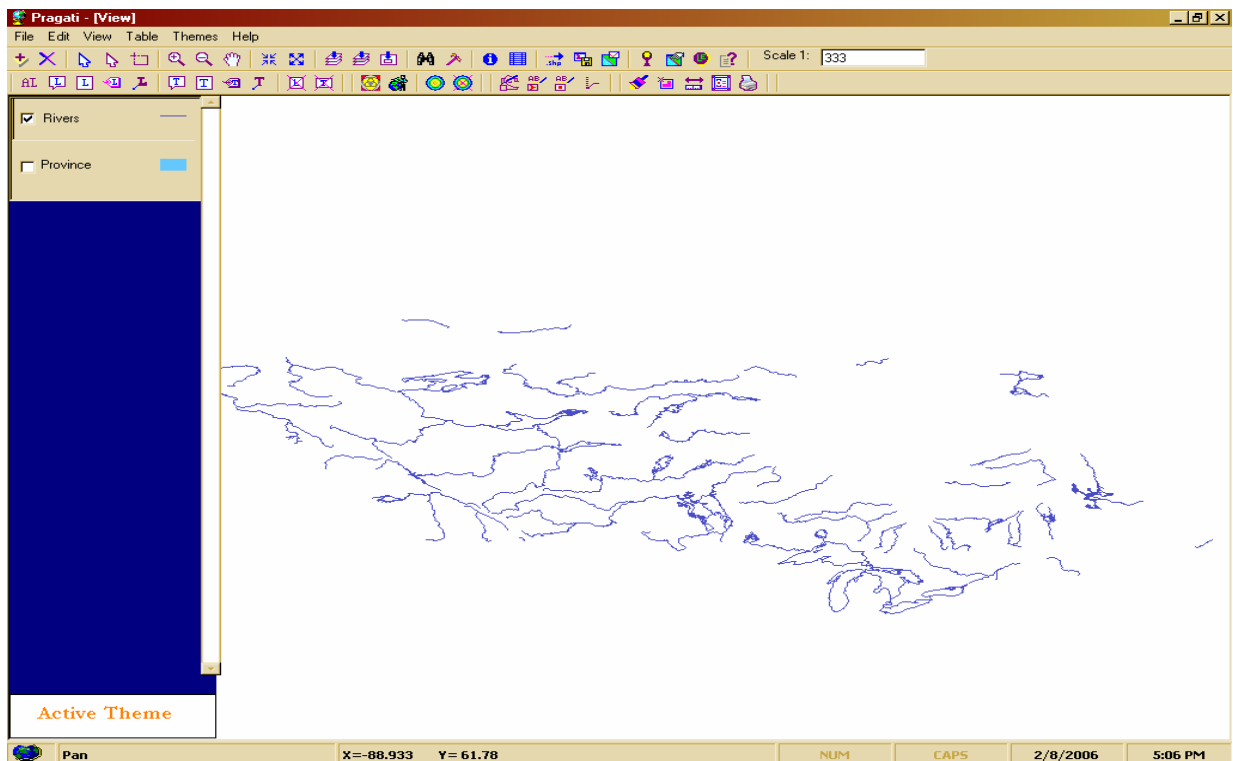 Pragati - [View]
File Edit View Table Themes Help
Scale 1: 333
Rivers
Province
Active Theme
Pan X=-88.933 Y= 61.78 NUM CAPS 2/8/2006 5:06 PM